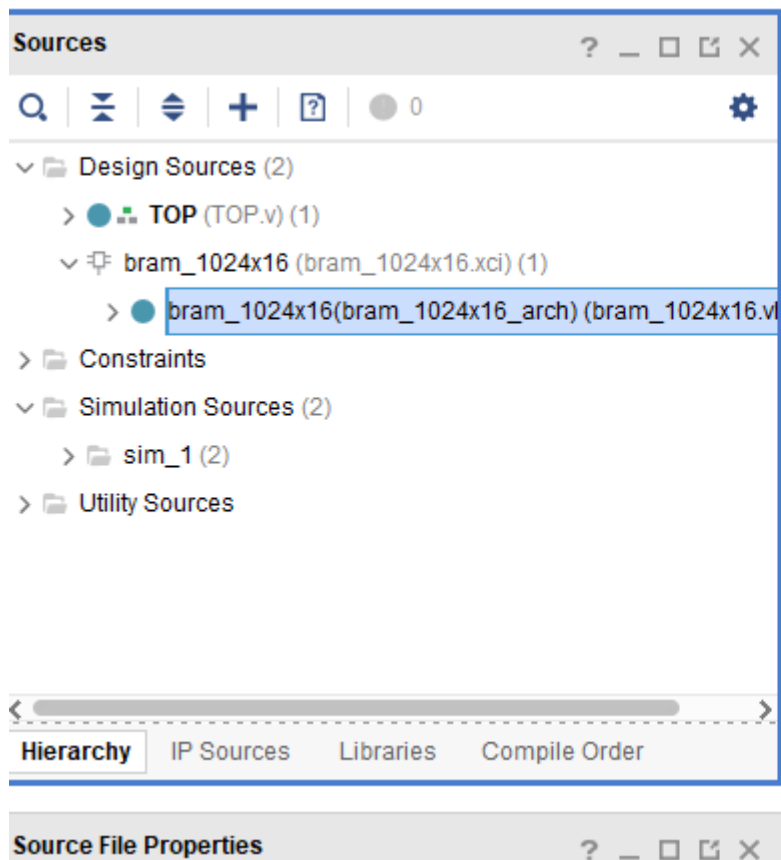 Sources
0
Design Sources (2)
TOP (TOP.v) (1)
bram_1024x16 (bram_1024x16.xci) (1)
bram_1024x16(bram_1024x16_arch) (bram_1024x16.vl
Constraints
Simulation Sources (2)
sim_1 (2)
Utility Sources
Hierarchy IP Sources Libraries Compile Order
Source File Properties